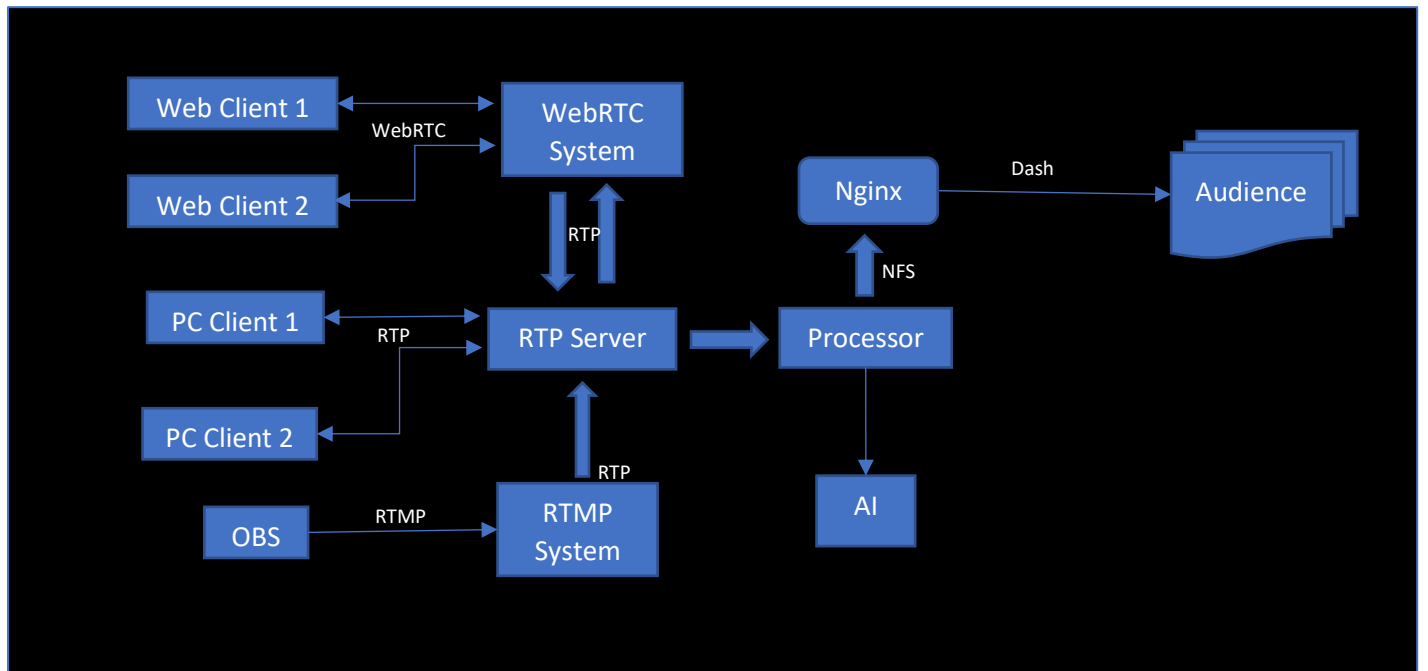 Web Client 1
WebRTC
System
WebRTC
Web Client 2
Nginx
Dash
Audience
RTP
NFS
PC Client 1
RTP
RTP Server
Processor
PC Client 2
RTP
OBS
RTMP
RTMP
System
AI